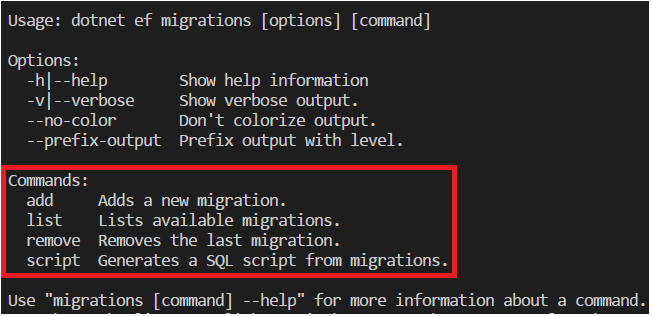 Usage: dotnet ef migrations [options] [command]
Options:
-h|--help Show help information
-v|--verbose Show verbose output.
--no-color Don't colorize output.
--prefix-output Prefix output with level.
Commands:
add Adds a new migration.
list Lists available migrations.
remove Removes the last migration.
script Generates a SQL script from migrations.
Use "migrations [command] --help" for more information about a command.